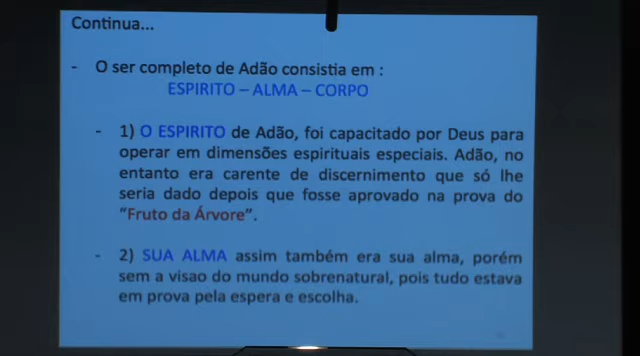 Continua...
- O ser completo de Adão consistia em :
ESPIRITO – ALMA – CORPO
- 1) O ESPIRITO de Adão, foi capacitado por Deus para
operar em dimensões espirituais especiais. Adão, no
entanto era carente de discernimento que só lhe
seria dado depois que fosse aprovado na prova do
“Fruto da Árvore”.
- 2) SUA ALMA assim também era sua alma, porém
sem a visao do mundo sobrenatural, pois tudo estava
em prova pela espera e escolha.